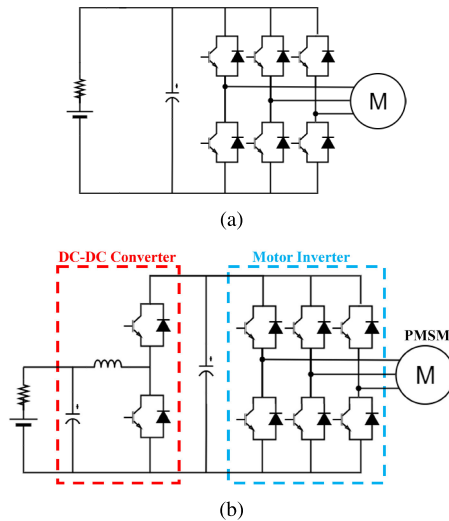 M
(a)
DC-DC Converter
Motor Inverter
PMSM
M
(b)